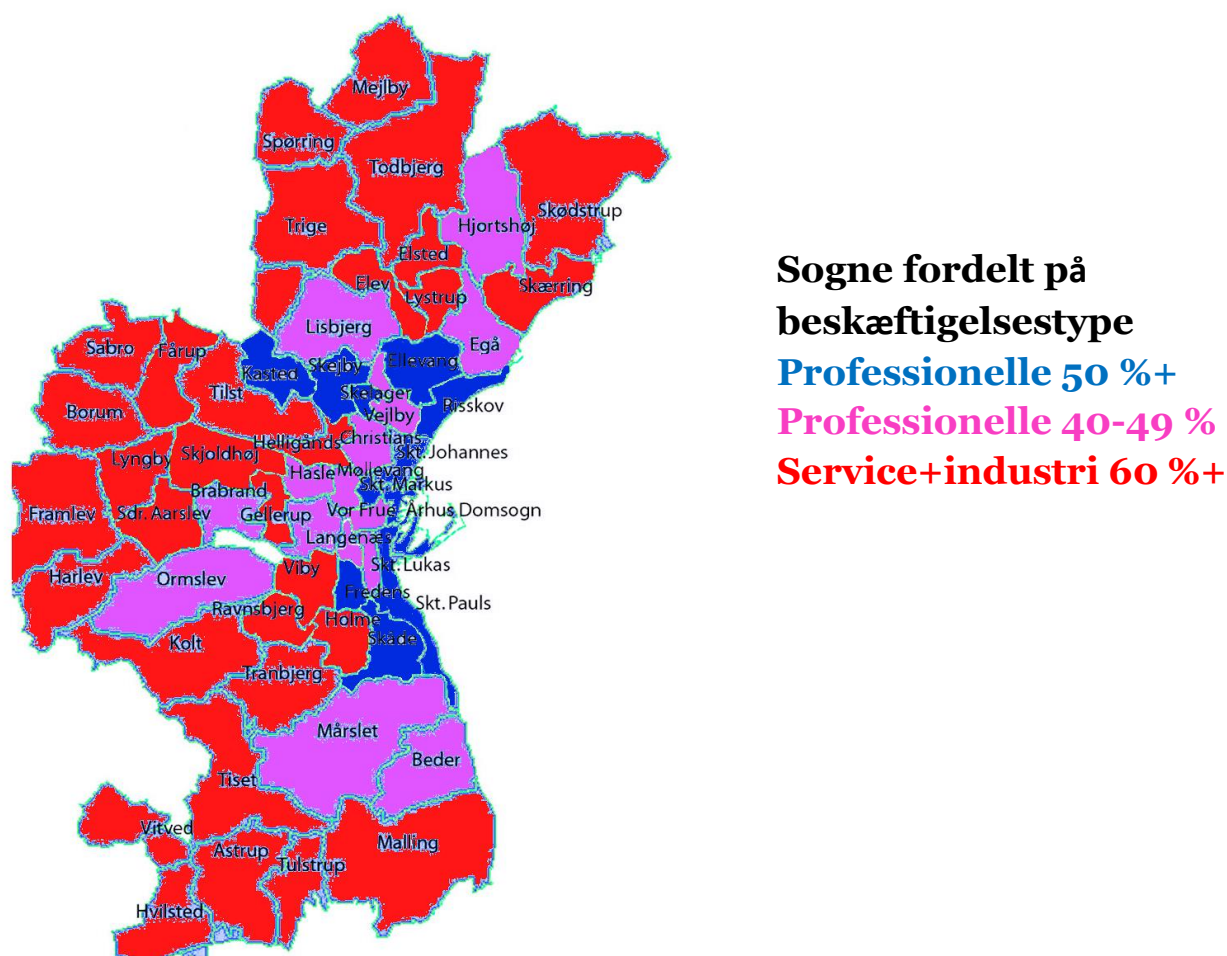 Mejlby
Spørring
Todbjerg
Skødstrup
Trige
Hjortshøj
Elsted
Elev
Skærring
Lystrup
Lisbjerg
Egå
Sabro
Fårup
Kasted
Skejby
Ellevang
Tilst
Skelager
Risskov
Borum
Vejlby
Helligånds
Christians
Lyngby
Skjoldhøj
Skt. Johannes
Hasle
Møllevang
Skt. Markus
Brabrand
Framlev
Sdr. Aarslev
Gellerup
Vor Frue
Århus Domsogn
Langenæs
Harlev
Ormslev
Viby
Skt. Lukas
Fredens
Skt. Pauls
Ravnsbjerg
Holme
Kolt
Skåde
Tranbjerg
Mårslet
Beder
Tiset
Vitved
Astrup
Tulstrup
Malling
Hvilsted
Sogne fordelt på
beskæftigelsestype
Professionelle 50 %+
Professionelle 40-49 %
Service+industri 60 %+